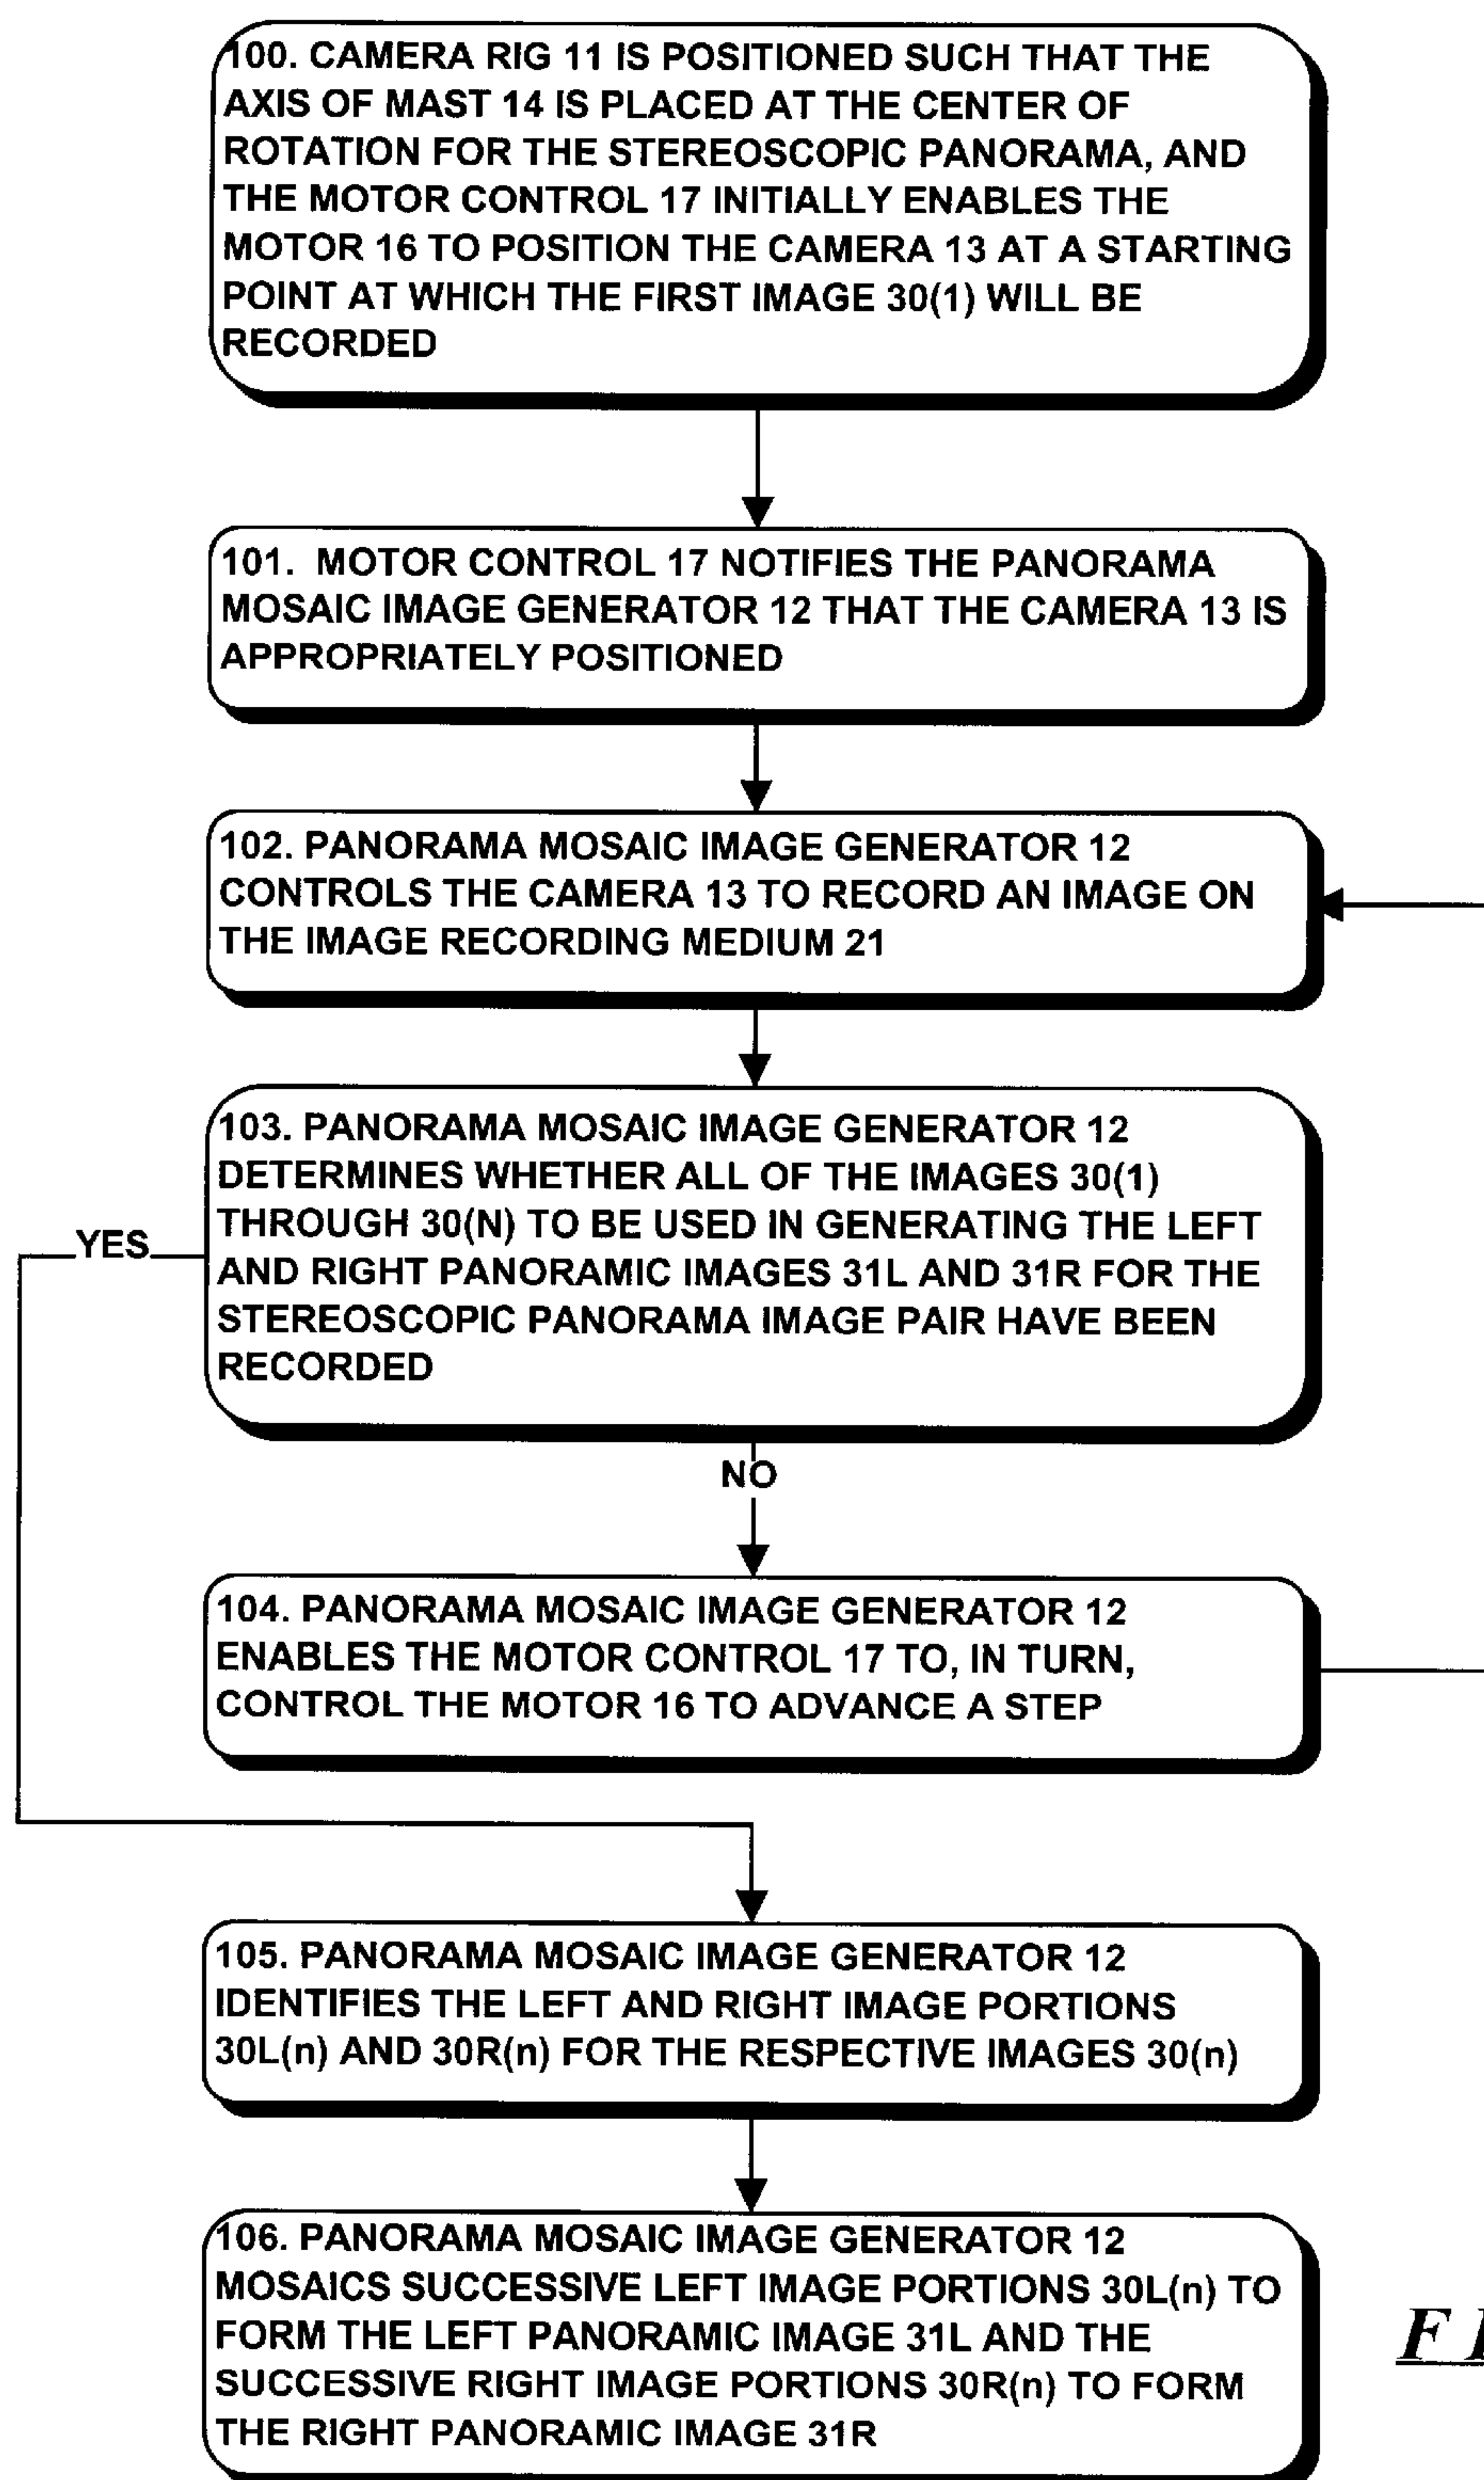 100. CAMERA RIG 11 IS POSITIONED SUCH THAT THE
AXIS OF MAST 14 IS PLACED AT THE CENTER OF
ROTATION FOR THE STEREOSCOPIC PANORAMA, AND
THE MOTOR CONTROL 17 INITIALLY ENABLES THE
MOTOR 16 TO POSITION THE CAMERA 13 AT A STARTING
POINT AT WHICH THE FIRST IMAGE 30(1) WILL BE
RECORDED
101. MOTOR CONTROL 17 NOTIFIES THE PANORAMA
MOSAIC IMAGE GENERATOR 12 THAT THE CAMERA 13 IS
APPROPRIATELY POSITIONED
102. PANORAMA MOSAIC IMAGE GENERATOR 12
CONTROLS THE CAMERA 13 TO RECORD AN IMAGE ON
THE IMAGE RECORDING MEDIUM 21
103. PANORAMA MOSAIC IMAGE GENERATOR 12
DETERMINES WHETHER ALL OF THE IMAGES 30(1)
THROUGH 30(N) TO BE USED IN GENERATING THE LEFT
AND RIGHT PANORAMIC IMAGES 31L AND 31R FOR THE
STEREOSCOPIC PANORAMA IMAGE PAIR HAVE BEEN
RECORDED
YES
NO
104. PANORAMA MOSAIC IMAGE GENERATOR 12
ENABLES THE MOTOR CONTROL 17 TO, IN TURN,
CONTROL THE MOTOR 16 TO ADVANCE A STEP
105. PANORAMA MOSAIC IMAGE GENERATOR 12
IDENTIFIES THE LEFT AND RIGHT IMAGE PORTIONS
30L(n) AND 30R(n) FOR THE RESPECTIVE IMAGES 30(n)
106. PANORAMA MOSAIC IMAGE GENERATOR 12
MOSAICS SUCCESSIVE LEFT IMAGE PORTIONS 30L(n) TO
FORM THE LEFT PANORAMIC IMAGE 31L AND THE
SUCCESSIVE RIGHT IMAGE PORTIONS 30R(n) TO FORM
THE RIGHT PANORAMIC IMAGE 31R